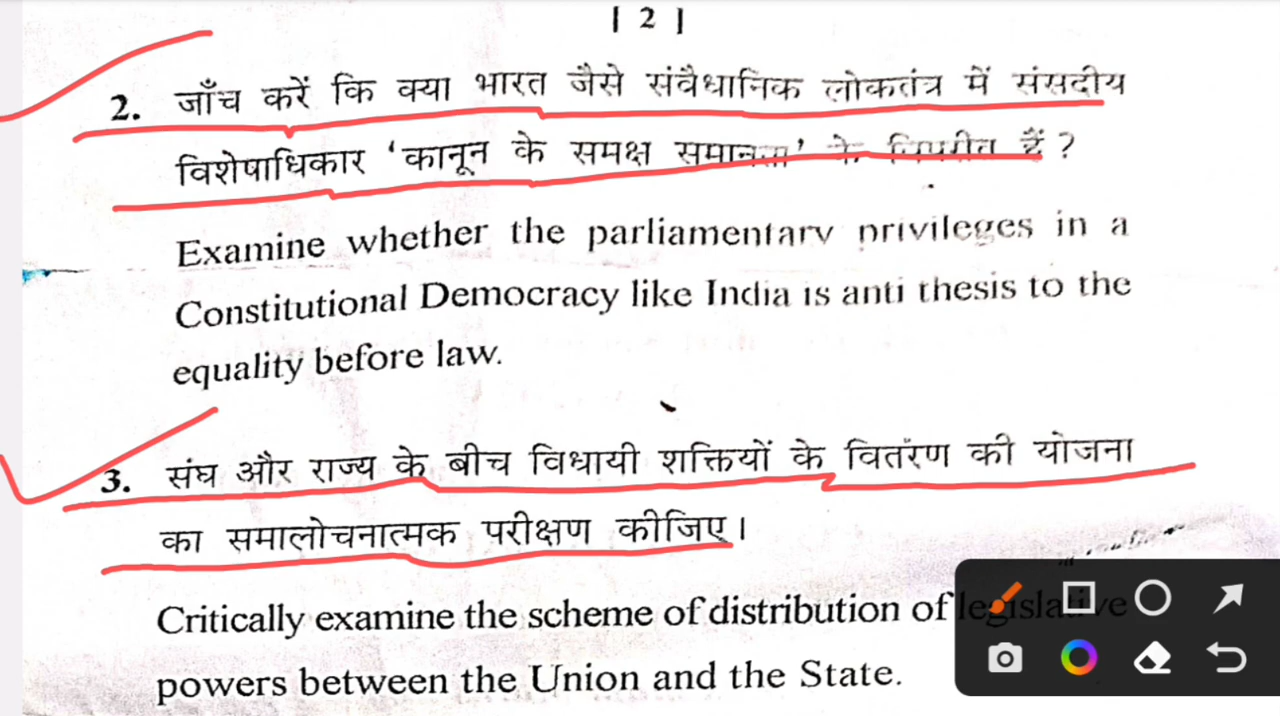 [ 2 ]
2. जाँच करें कि क्या भारत जैसे संवैधानिक लोकतंत्र में संसदीय
विशेषाधिकार ‘कानून के समक्ष समानता’ के विपरीत हैं ?
Examine whether the parliamentary privileges in a
Constitutional Democracy like India is anti thesis to the
equality before law.
3. संघ और राज्य के बीच विधायी शक्तियों के वितरण की योजना
का समालोचनात्मक परीक्षण कीजिए।
Critically examine the scheme of distribution of legislative
powers between the Union and the State.